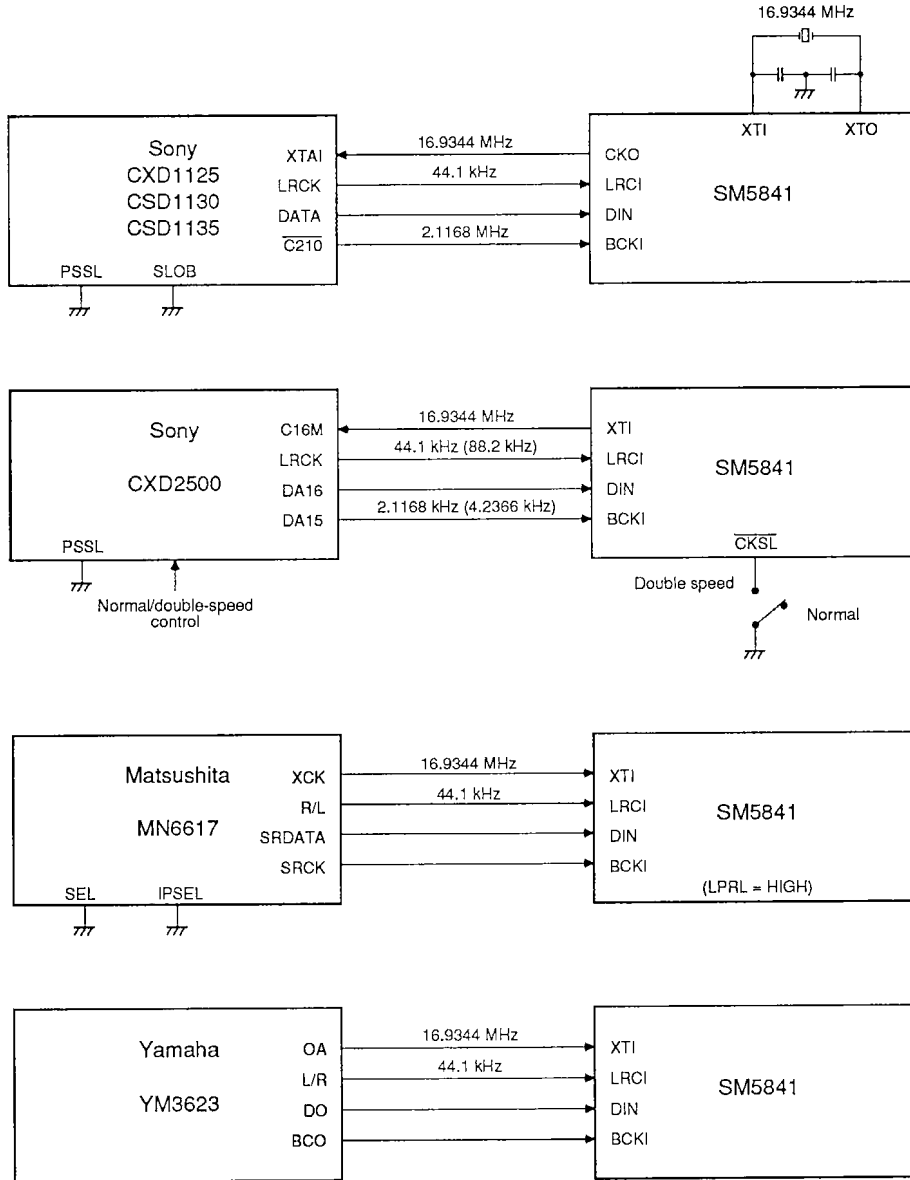 16.9344 MHz
XTI XTO
Sony
CXD1125
CSD1130
CSD1135
XTAI
LRCK
DATA
C210
PSSL SLOB
16.9344 MHz
44.1 kHz
2.1168 MHz
CKO
LRCI
DIN
BCKI
SM5841
Sony
CXD2500
C16M
LRCK
DA16
DA15
PSSL
Normal/double-speed
control
16.9344 MHz
44.1 kHz (88.2 kHz)
2.1168 kHz (4.2366 kHz)
XTI
LRCI
DIN
BCKI
SM5841
CKSL
Double speed
Normal
Matsushita
MN6617
XCK
R/L
SRDATA
SRCK
SEL IPSEL
16.9344 MHz
44.1 kHz
XTI
LRCI
DIN
BCKI
SM5841
(LPRL = HIGH)
Yamaha
YM3623
OA
L/R
DO
BCO
16.9344 MHz
44.1 kHz
XTI
LRCI
DIN
BCKI
SM5841